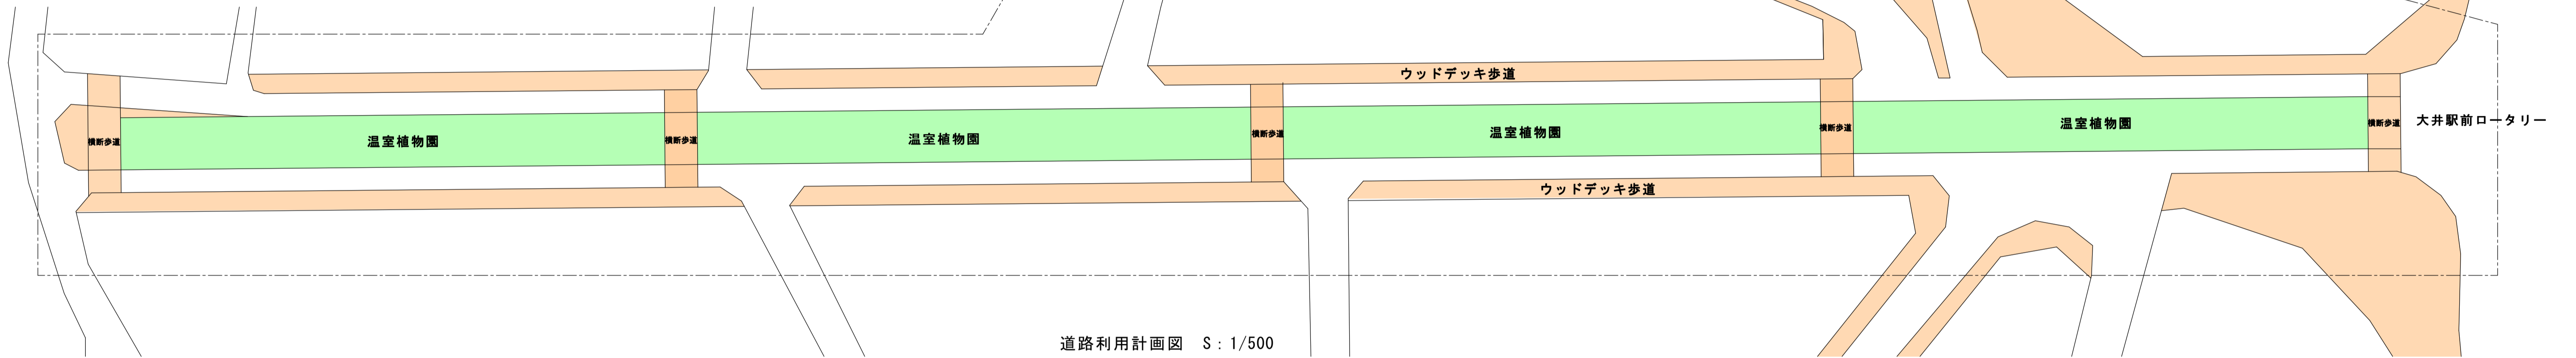 ウッドデッキ歩道
横断歩道
温室植物園
横断歩道
温室植物園
横断歩道
温室植物園
横断歩道
温室植物園
横断歩道
大井駅前ロータリー
ウッドデッキ歩道
道路利用計画図 S:1/500